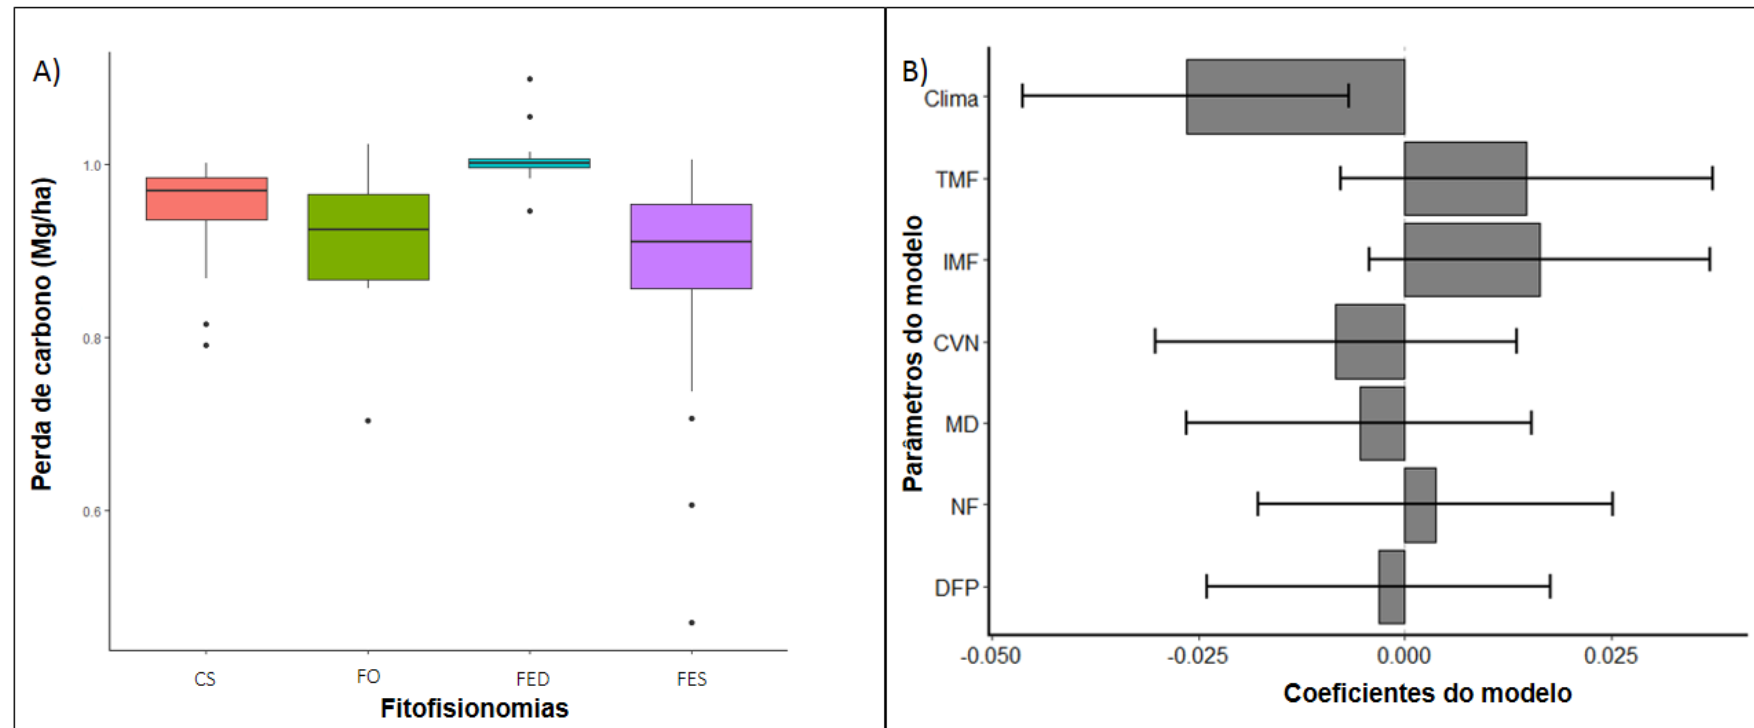 A)
Perda de carbono (Mg/ha)
1.0
0.8
0.6
CS
FO
FED
FES
Fitofisionomias
B)
Parâmetros do modelo
Clima
TMF
IMF
CVN
MD
NF
DFP
-0.050
-0.025
0.000
0.025
Coeficientes do modelo